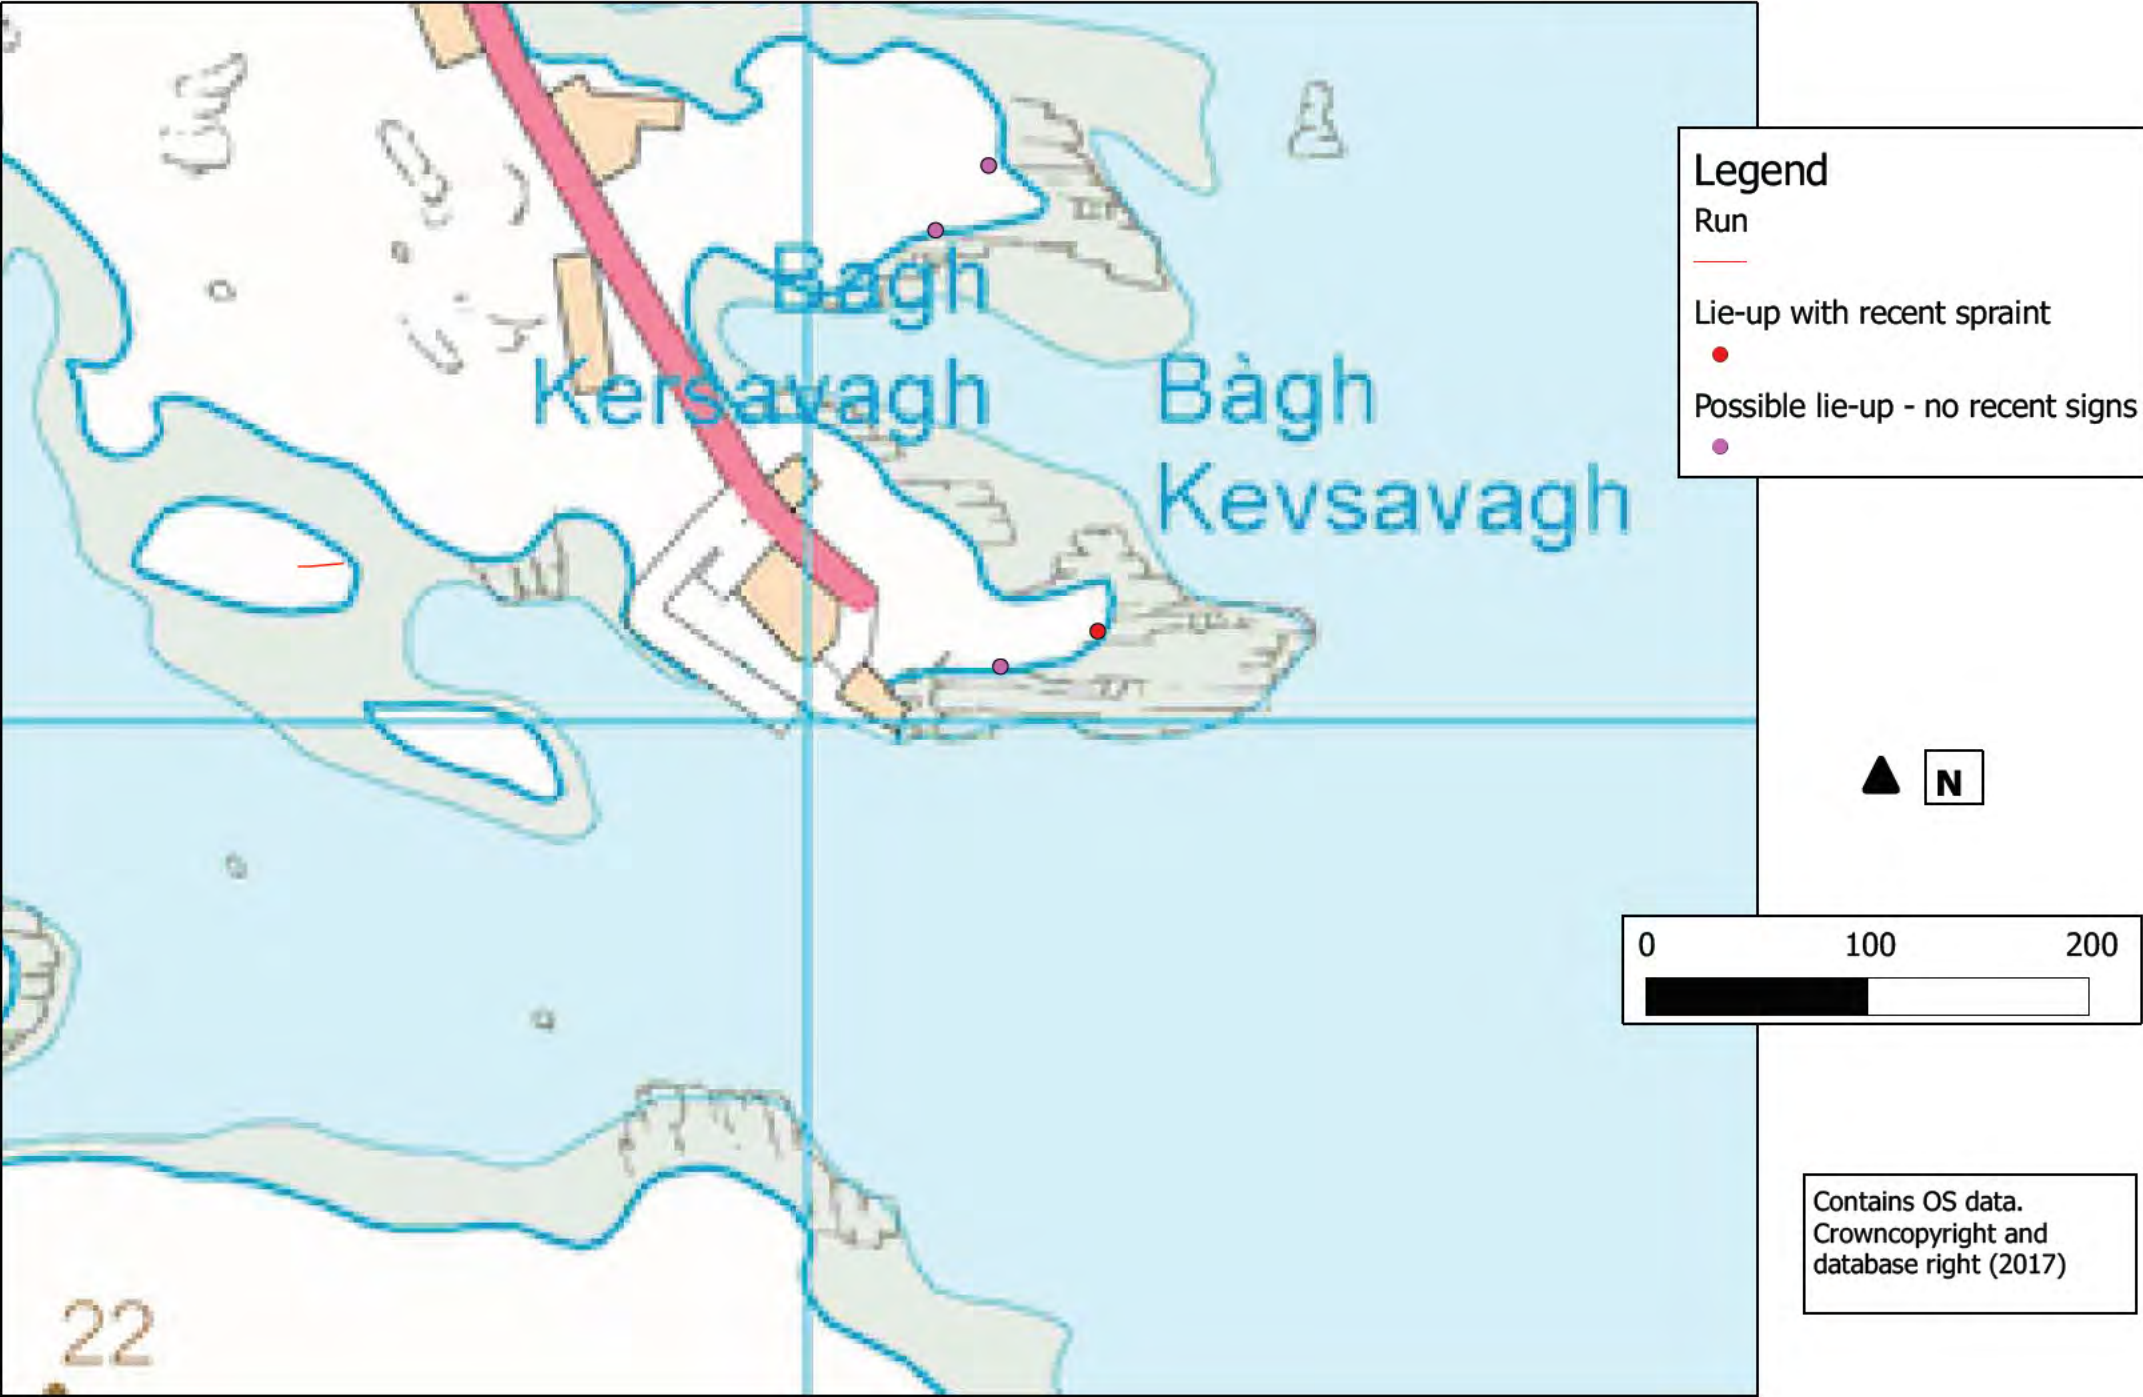 Bagh
Kersavagh
Bàgh
Kevsavagh
22
Legend
Run
Lie-up with recent spraint
Possible lie-up - no recent signs
N
0 100 200
Contains OS data.
Crowncopyright and
database right (2017)